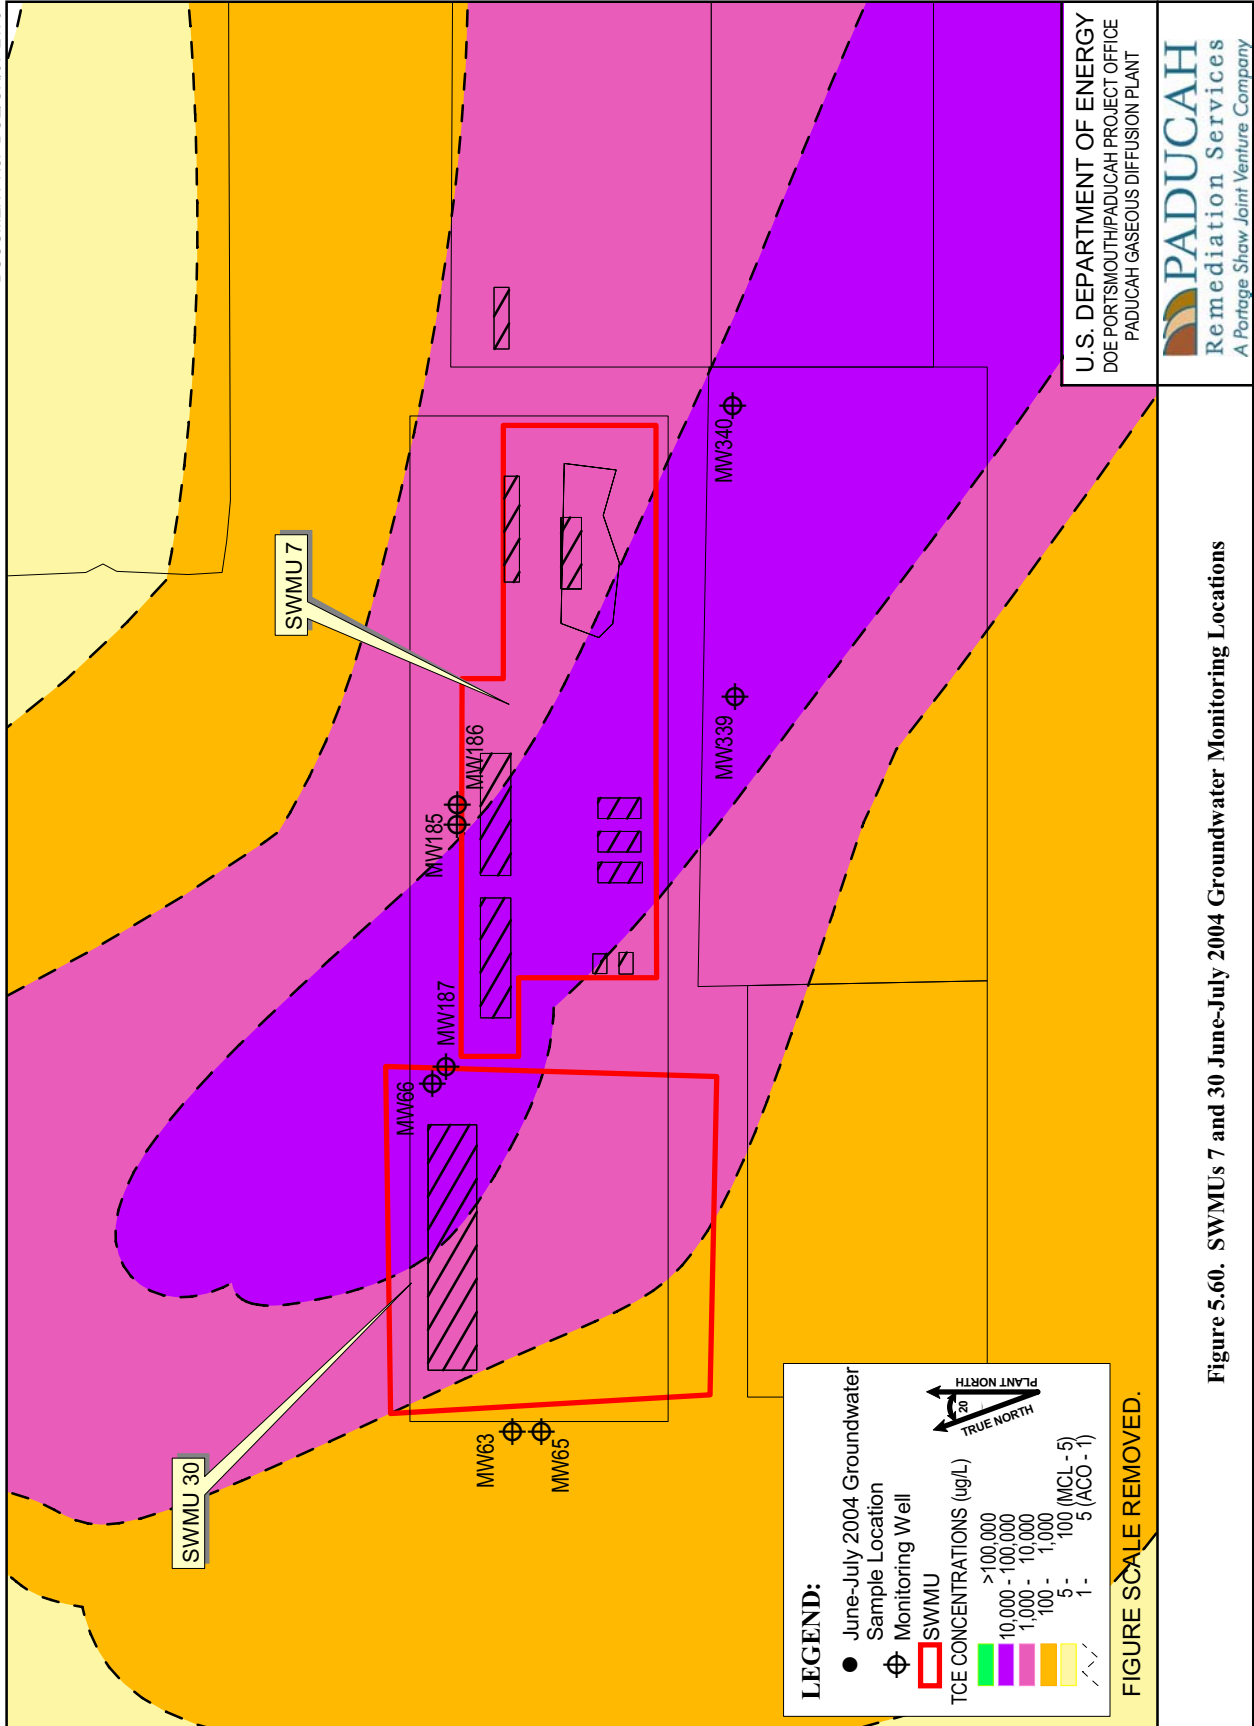 SWMU 7
SWMU 30
MW185
MW186
MW187
MW66
MW63
MW65
MW339
MW340
LEGEND:
June-July 2004 Groundwater
Sample Location
Monitoring Well
SWMU
TCE CONCENTRATIONS (ug/L)
>100,000
10,000 - 100,000
1,000 - 10,000
100 - 1,000
5 - 100 (MCL - 5)
1 - 5 (ACO - 1)
PLANT NORTH
20
TRUE NORTH
FIGURE SCALE REMOVED.
U.S. DEPARTMENT OF ENERGY
DOE PORTSMOUTH/PADUCAH PROJECT OFFICE
PADUCAH GASEOUS DIFFUSION PLANT
PADUCAH
Remediation Services
A Portage Shaw Joint Venture Company
Figure 5.60. SWMUs 7 and 30 June-July 2004 Groundwater Monitoring Locations